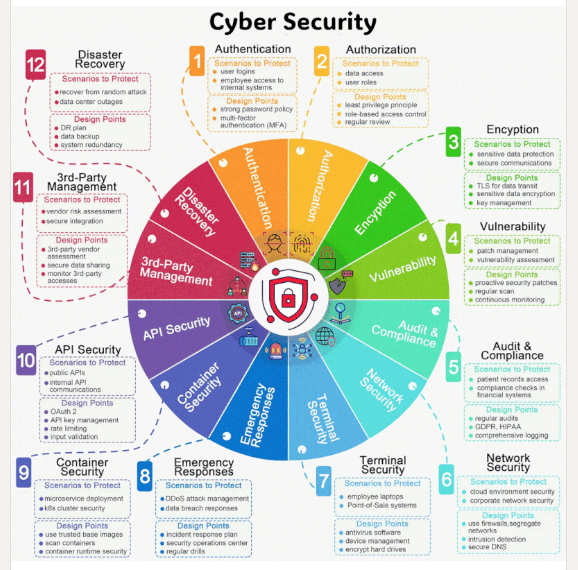 Cyber Security
1
Authentication
Scenarios to Protect
user logins
employee access to
internal systems
Design Points
strong password policy
multi-factor
authentication (MFA)
2
Authorization
Scenarios to Protect
data access
user roles
Design Points
least privilege principle
role-based access control
regular review
3
Encyption
Scenarios to Protect
sensitive data protection
secure communications
Design Points
TLS for data transit
sensitive data encryption
key management
4
Vulnerability
Scenarios to Protect
patch management
vulnerability assessment
Design Points
proactive security patches
regular scan
continuous monitoring
5
Audit &
Compliance
Scenarios to Protect
patient records access
compliance checks in
financial systems
Design Points
regular audits
GDPR, HIPAA
comprehensive logging
6
Network
Security
Scenarios to Protect
cloud environment security
corporate network security
Design Points
use firewalls,segregate
networks
intrusion detection
secure DNS
7
Terminal
Security
Scenarios to Protect
employee laptops
Point-of-Sale systems
Design Points
antivirus software
device management
encrypt hard drives
8
Emergency
Responses
Scenarios to Protect
DDoS attack management
data breach responses
Design Points
incident response plan
security operations center
regular drills
9
Container
Security
Scenarios to Protect
microservice deployment
k8s cluster security
Design Points
use trusted base images
scan containers
container runtime security
10
API Security
Scenarios to Protect
public APIs
internal API
communications
Design Points
OAuth 2
API key management
rate limiting
input validation
11
3rd-Party
Management
Scenarios to Protect
vendor risk assessment
secure integration
Design Points
3rd-party vendor
assessment
secure data sharing
monitor 3rd-party
accesses
12
Disaster
Recovery
Scenarios to Protect
recover from random attack
data center outages
Design Points
DR plan
data backup
system redundancy
Authentication
Authorization
Encyption
Vulnerability
Audit &
Compliance
Network
Security
Terminal
Security
Emergency
Responses
Container
Security
API Security
3rd-Party
Management
Disaster
Recovery
API